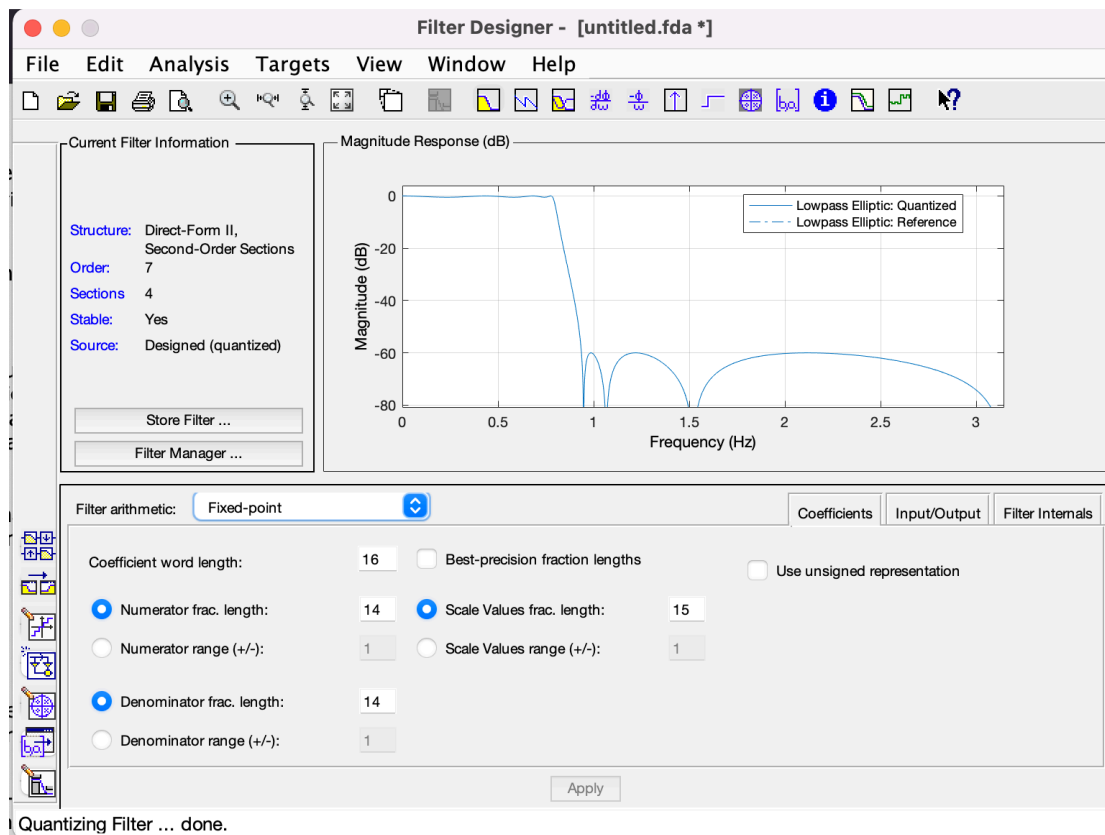 Filter Designer - [untitled.fda *]
File Edit Analysis Targets View Window Help
Current Filter Information
Structure: Direct-Form II,
Second-Order Sections
Order: 7
Sections 4
Stable: Yes
Source: Designed (quantized)
Store Filter ...
Filter Manager ...
Magnitude Response (dB)
Lowpass Elliptic: Quantized
Lowpass Elliptic: Reference
Magnitude (dB)
0
-20
-40
-60
-80
0 0.5 1 1.5 2 2.5 3
Frequency (Hz)
Filter arithmetic: Fixed-point
Coefficients Input/Output Filter Internals
Coefficient word length: 16 Best-precision fraction lengths Use unsigned representation
Numerator frac. length: 14 Scale Values frac. length: 15
Numerator range (+/-): 1 Scale Values range (+/-): 1
Denominator frac. length: 14
Denominator range (+/-): 1
Apply
Quantizing Filter ... done.